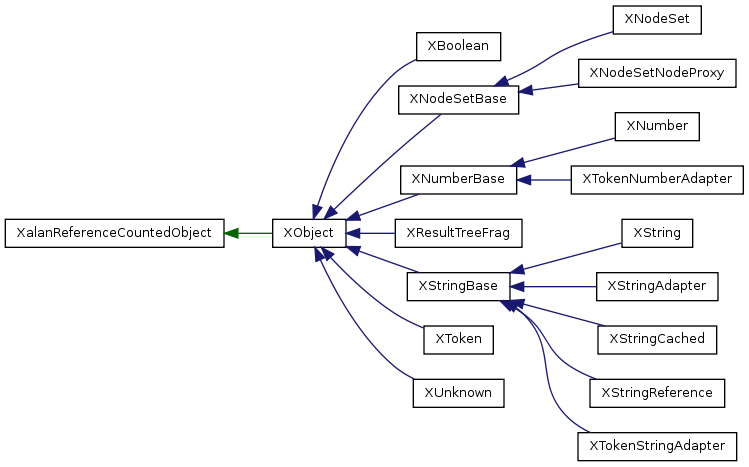 XNodeSet
XBoolean
XNodeSetNodeProxy
XNodeSetBase
XNumber
XNumberBase
XTokenNumberAdapter
XalanReferenceCountedObject
XObject
XResultTreeFrag
XString
XStringBase
XStringAdapter
XToken
XStringCached
XUnknown
XStringReference
XTokenStringAdapter